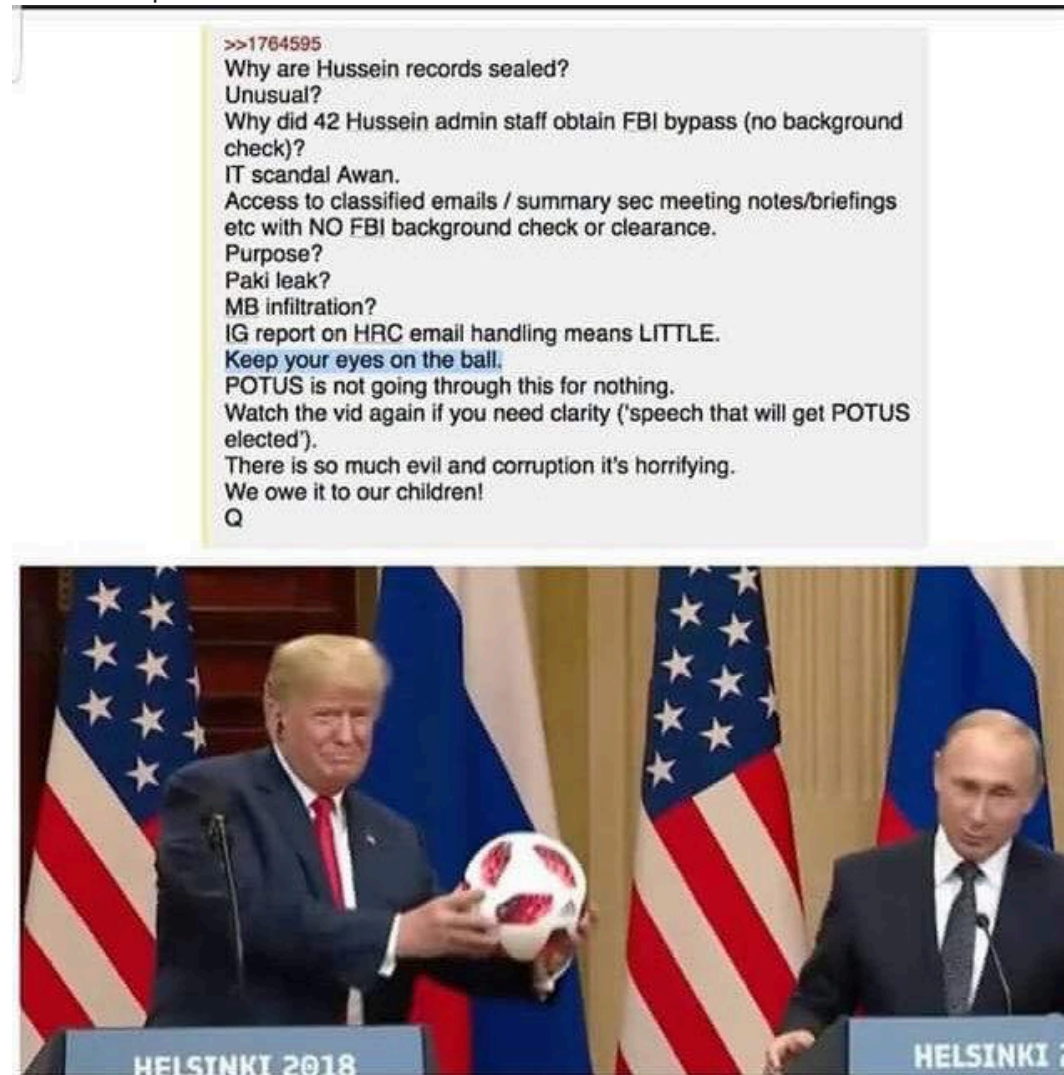 >>1764595
Why are Hussein records sealed?
Unusual?
Why did 42 Hussein admin staff obtain FBI bypass (no background
check)?
IT scandal Awan.
Access to classified emails / summary sec meeting notes/briefings
etc with NO FBI background check or clearance.
Purpose?
Paki leak?
MB infiltration?
IG report on HRC email handling means LITTLE.
Keep your eyes on the ball.
POTUS is not going through this for nothing.
Watch the vid again if you need clarity ('speech that will get POTUS
elected').
There is so much evil and corruption it's horrifying.
We owe it to our children!
Q
HELSINKI 2018
HELSINKI